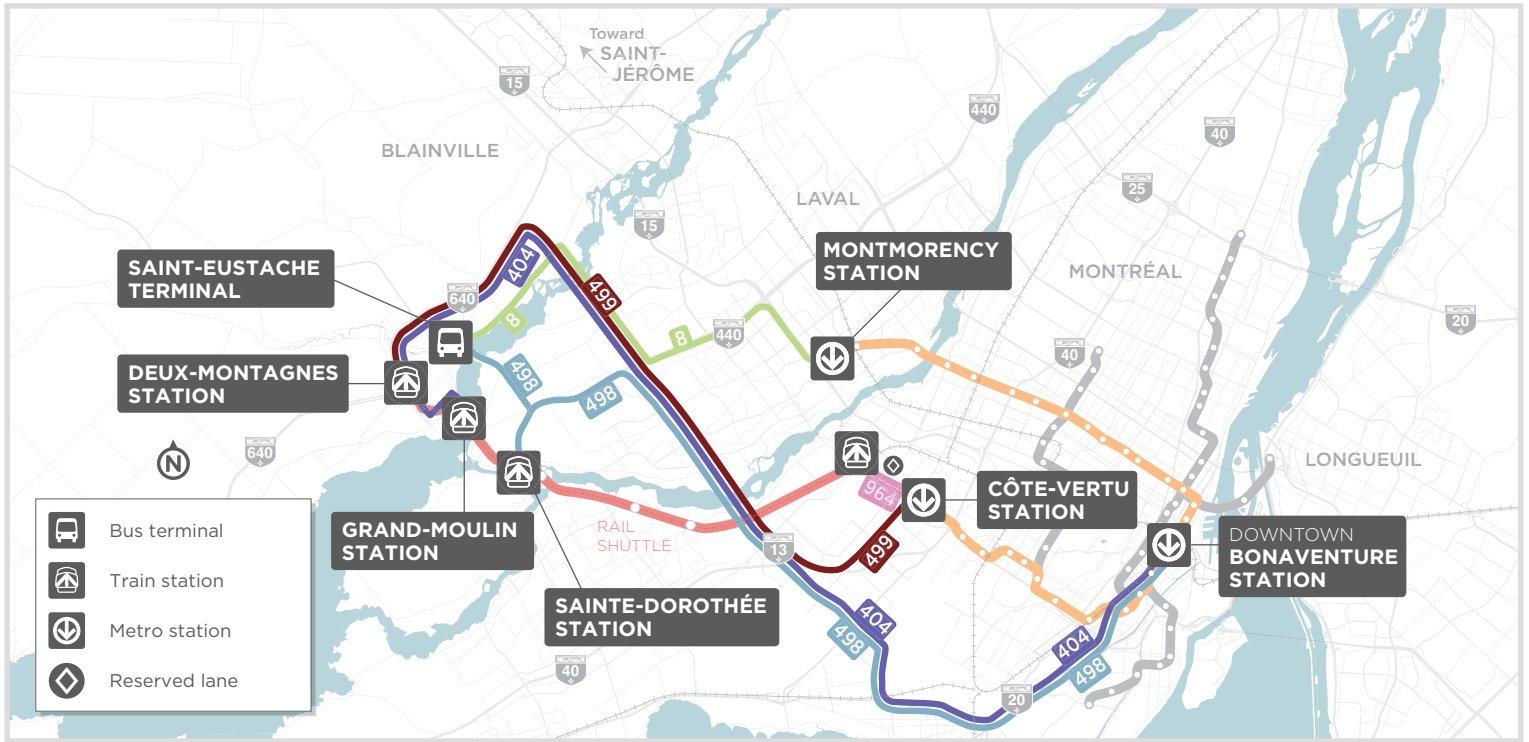 Toward
SAINT-
JÉRÔME
15
440
40
BLAINVILLE
25
LAVAL
15
MONTMORENCY
STATION
SAINT-EUSTACHE
TERMINAL
404
MONTRÉAL
640
499
8
8
440
20
40
DEUX-MONTAGNES
STATION
498
498
640
LONGUEUIL
964
CÔTE-VERTU
STATION
N
GRAND-MOULIN
STATION
RAIL
SHUTTLE
13
499
DOWNTOWN
BONAVENTURE
STATION
Bus terminal
Train station
Metro station
Reserved lane
SAINTE-DOROTHÉE
STATION
404
498
404
498
40
20